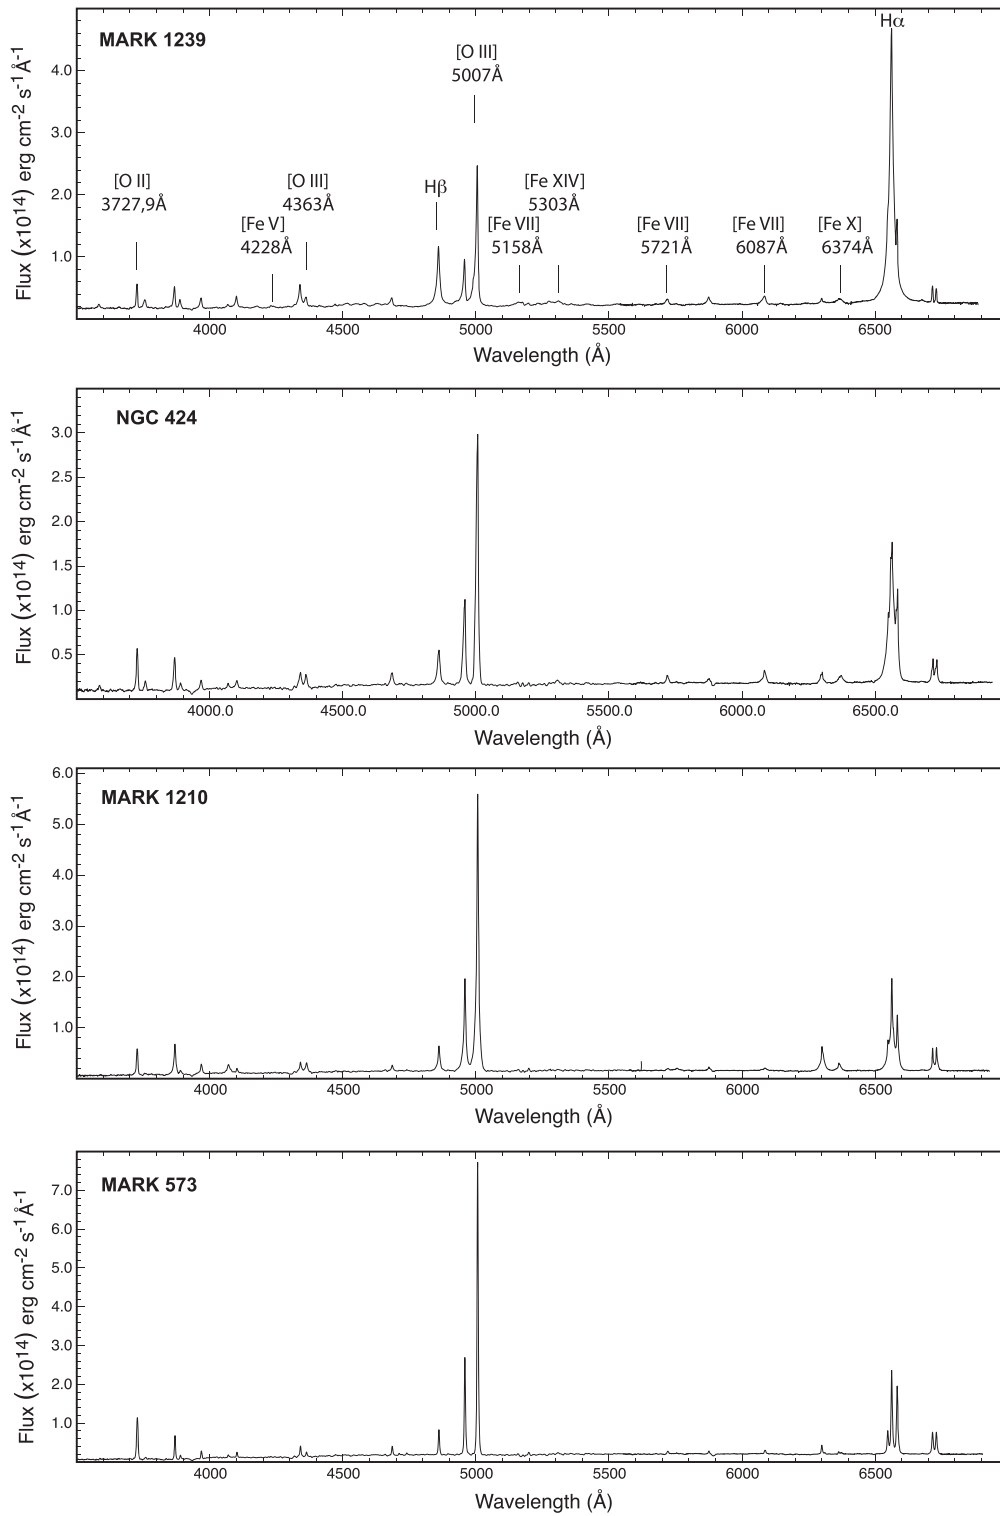 MARK 1239
Hα
[O III]
5007Å
[O II]
3727,9Å
[O III]
4363Å
Hβ
[Fe XIV]
5303Å
[Fe V]
4228Å
[Fe VII]
5158Å
[Fe VII]
5721Å
[Fe VII]
6087Å
[Fe X]
6374Å
Flux (x10¹⁴) erg cm⁻² s⁻¹Å⁻¹
4.0
3.0
2.0
1.0
4000 4500 5000 5500 6000 6500
Wavelength (Å)
NGC 424
Flux (x10¹⁴) erg cm⁻² s⁻¹Å⁻¹
3.0
2.5
2.0
1.5
1.0
0.5
4000.0 4500.0 5000.0 5500.0 6000.0 6500.0
Wavelength (Å)
MARK 1210
Flux (x10¹⁴) erg cm⁻² s⁻¹Å⁻¹
6.0
5.0
4.0
3.0
2.0
1.0
4000 4500 5000 5500 6000 6500
Wavelength (Å)
MARK 573
Flux (x10¹⁴) erg cm⁻² s⁻¹Å⁻¹
7.0
6.0
5.0
4.0
3.0
2.0
1.0
4000 4500 5000 5500 6000 6500
Wavelength (Å)